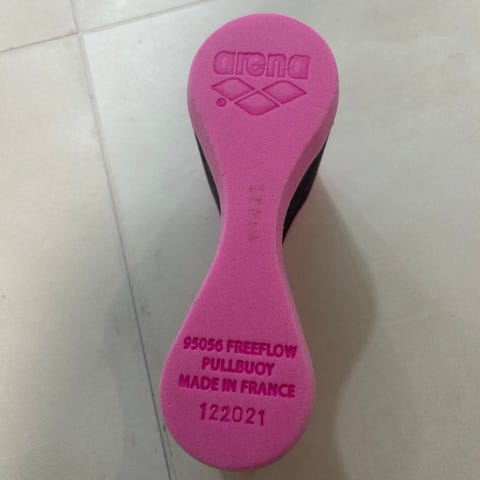 arena
95056 FREEFLOW
PULLBUOY
MADE IN FRANCE
122021